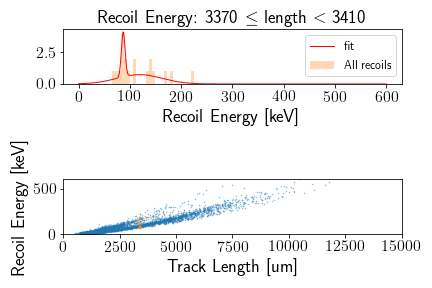 Recoil Energy: 3370 ≤ length < 3410
2.5
0.0
fit
All recoils
0 100 200 300 400 500 600
Recoil Energy [keV]
Recoil Energy [keV]
500
0
0 2500 5000 7500 10000 12500 15000
Track Length [um]